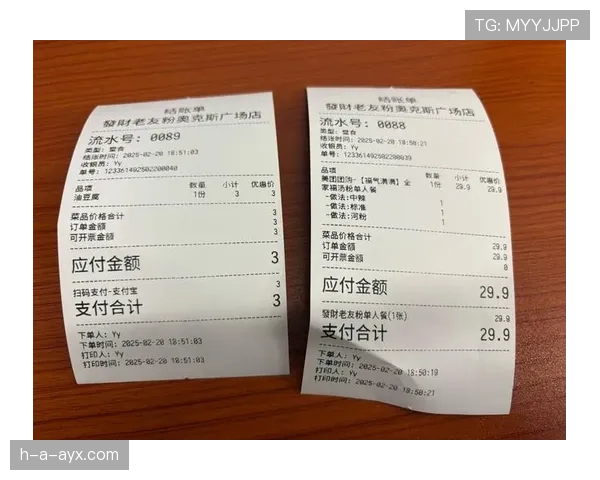 TG: MYYJJPP
结账单
發財老友粉奥克斯广场店
流水号: 0089
类型: 堂食
结账时间: 2025-02-20 18:51:03
收银员: Yy
单号: 1233614925022200040
品项 数量 小计 优惠价
油豆腐 1份 3 3
菜品价格合计 3
订单金额 3
可开票金额 3
应付金额 3
扫码支付-支付宝 3
支付合计 3
下单人: Yy
下单时间: 2025-02-20 18:51:03
打印人: Yy
打印时间: 2025-02-20 18:51:03
结账单
發財老友粉奥克斯广场店
流水号: 0088
类型: 堂食
结账时间: 2025-02-20 18:50:21
收银员: Yy
品项 数量 小计 优惠价
美团团购-【福气满满】全 1份 29.9 29.9
家福汤粉单人餐
-做法:中辣 1
-做法:标准 1
-做法:河粉 1
菜品价格合计 29.9
订单金额 29.9
可开票金额 0
应付金额 29.9
發財老友粉单人餐(1张) 29.9
支付合计 29.9
下单人: Yy
下单时间: 2025-02-20 18:50:19
打印人: Yy
打印时间: 2025-02-20 18:50:21
h-a-ayx.com